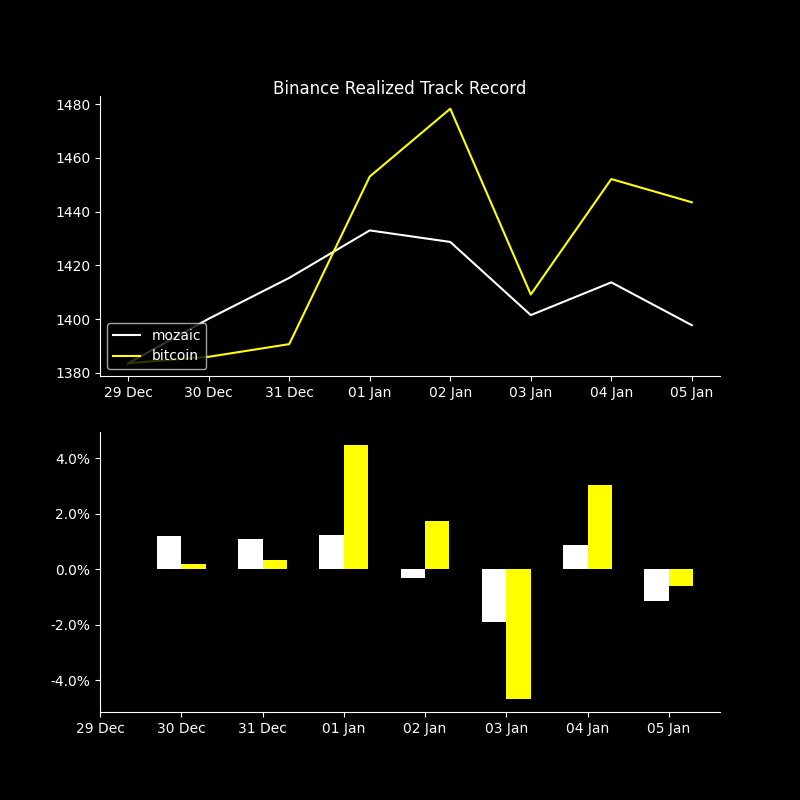 Binance Realized Track Record
1480
1460
1440
1420
1400
1380
mozaic
bitcoin
29 Dec 30 Dec 31 Dec 01 Jan 02 Jan 03 Jan 04 Jan 05 Jan
4.0%
2.0%
0.0%
-2.0%
-4.0%
29 Dec 30 Dec 31 Dec 01 Jan 02 Jan 03 Jan 04 Jan 05 Jan